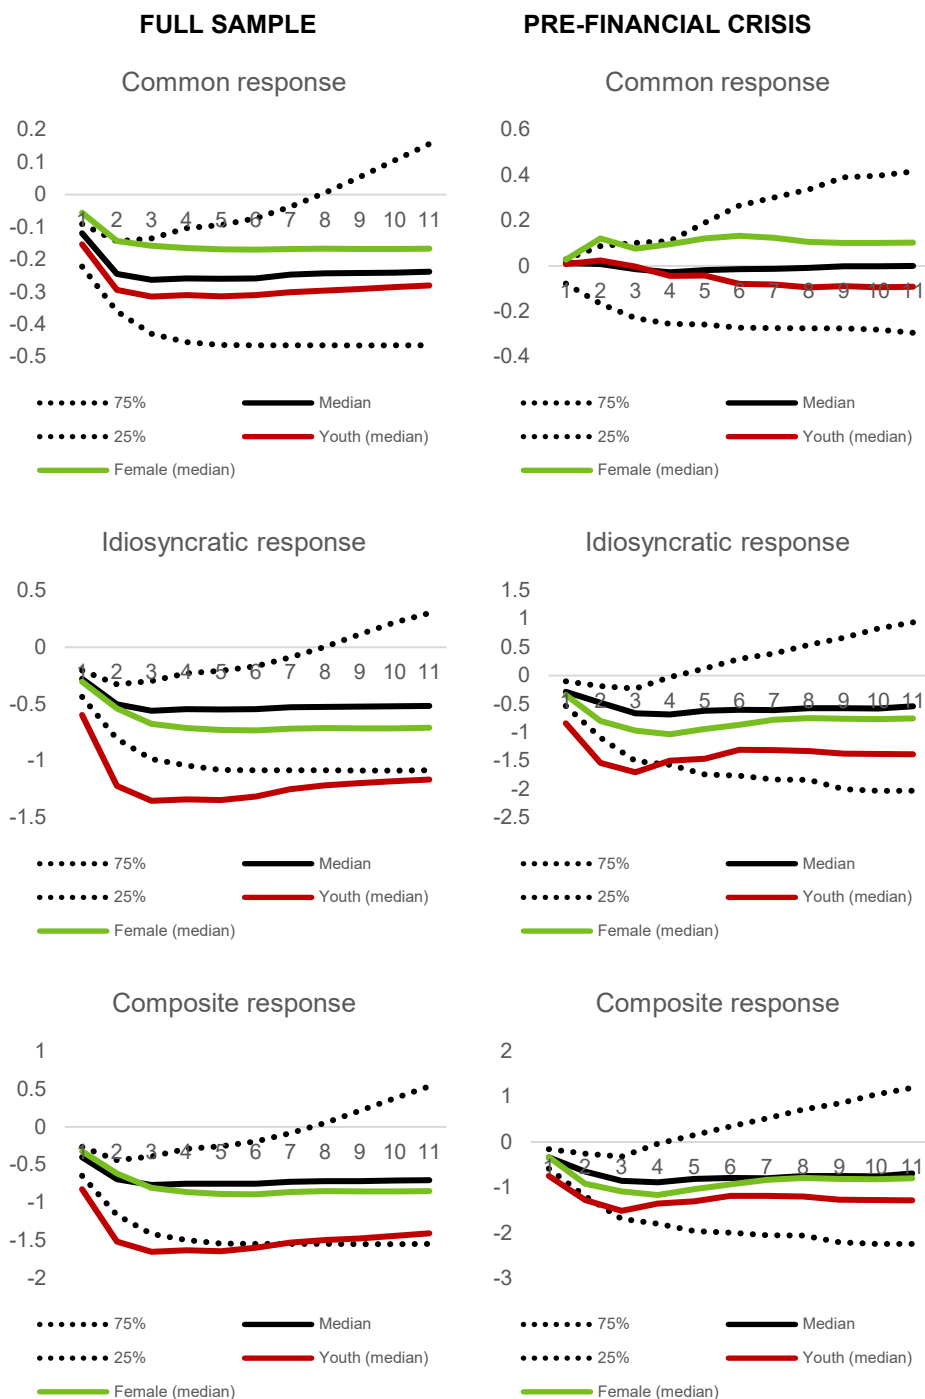 FULL SAMPLE PRE-FINANCIAL CRISIS
Common response
0.2
0.1
0
-0.1
-0.2
-0.3
-0.4
-0.5
1 2 3 4 5 6 7 8 9 10 11
75% Median
25% Youth (median)
Female (median)
Common response
0.6
0.4
0.2
0
-0.2
-0.4
1 2 3 4 5 6 7 8 9 10 11
75% Median
25% Youth (median)
Female (median)
Idiosyncratic response
0.5
0
-0.5
-1
-1.5
1 2 3 4 5 6 7 8 9 10 11
75% Median
25% Youth (median)
Female (median)
Idiosyncratic response
1.5
1
0.5
0
-0.5
-1
-1.5
-2
-2.5
1 2 3 4 5 6 7 8 9 10 11
75% Median
25% Youth (median)
Female (median)
Composite response
1
0.5
0
-0.5
-1
-1.5
-2
1 2 3 4 5 6 7 8 9 10 11
75% Median
25% Youth (median)
Female (median)
Composite response
2
1
0
-1
-2
-3
1 2 3 4 5 6 7 8 9 10 11
75% Median
25% Youth (median)
Female (median)